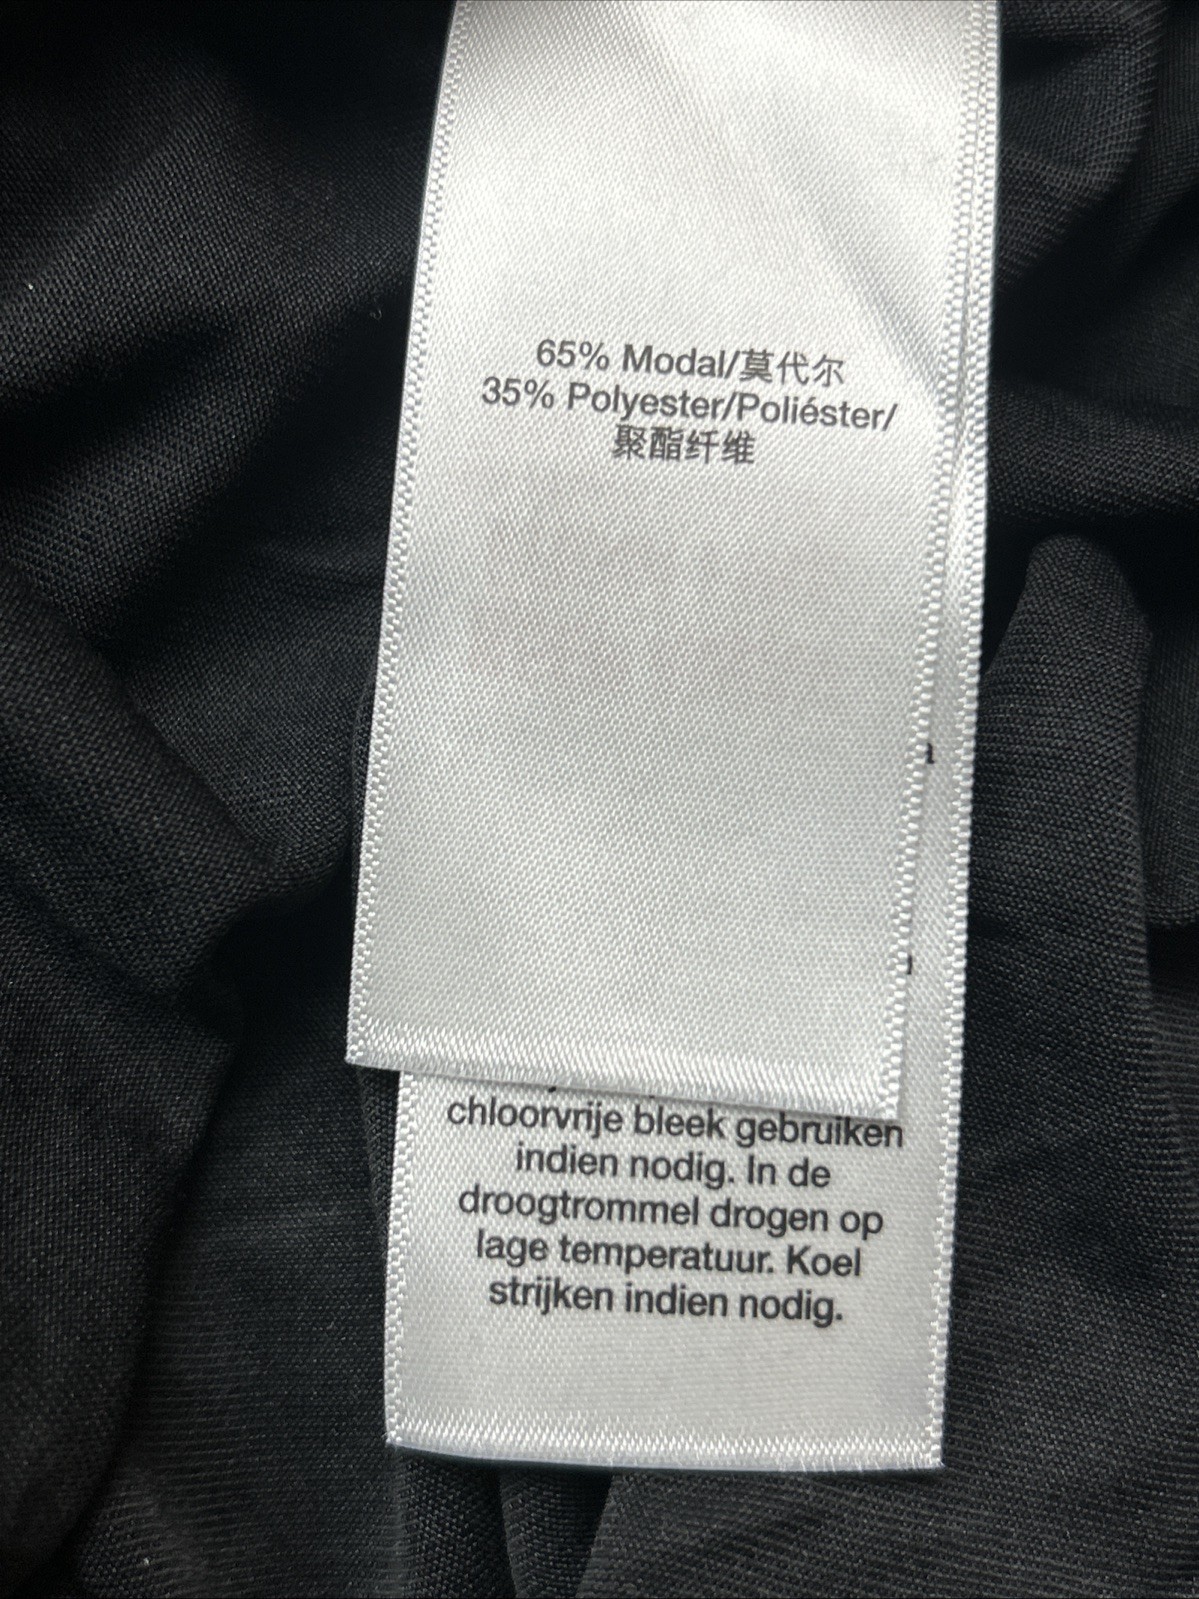 65% Modal/莫代尔
35% Polyester/Poliéster/
聚酯纤维
chloorvrije bleek gebruiken
indien nodig. In de
droogtrommel drogen op
lage temperatuur. Koel
strijken indien nodig.